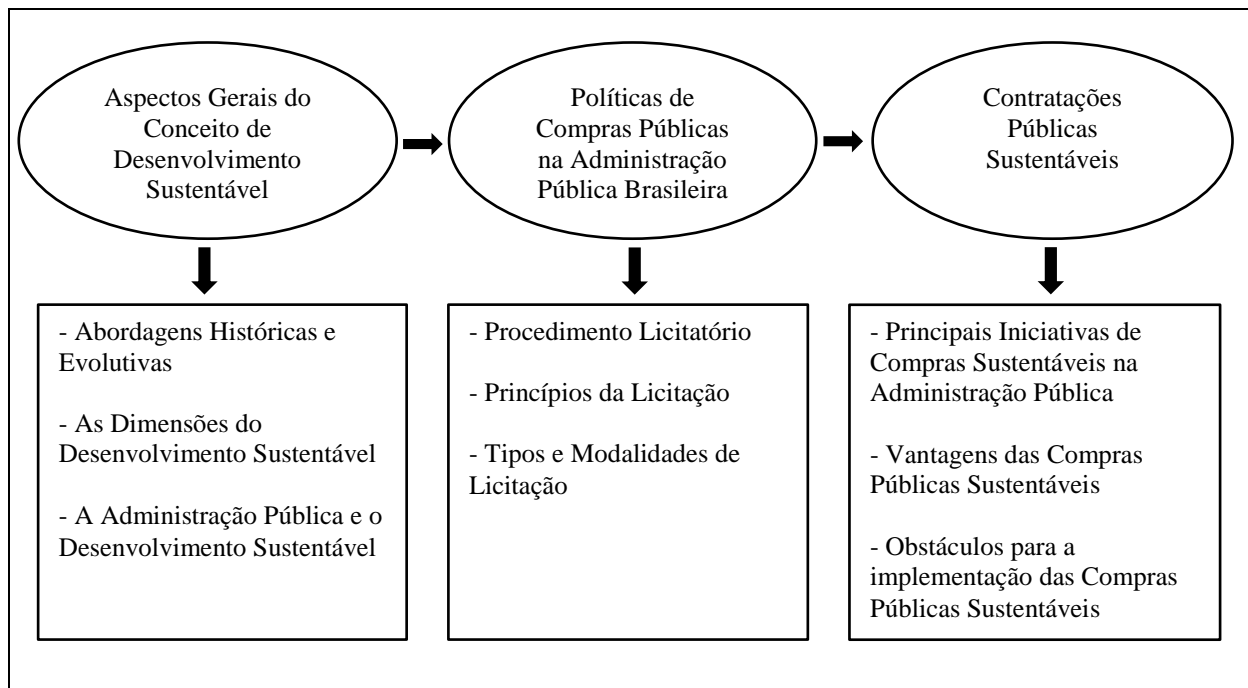 Aspectos Gerais do
Conceito de
Desenvolvimento
Sustentável
Políticas de
Compras Públicas
na Administração
Pública Brasileira
Contratações
Públicas
Sustentáveis
- Abordagens Históricas e
Evolutivas
- As Dimensões do
Desenvolvimento Sustentável
- A Administração Pública e o
Desenvolvimento Sustentável
- Procedimento Licitatório
- Princípios da Licitação
- Tipos e Modalidades de
Licitação
- Principais Iniciativas de
Compras Sustentáveis na
Administração Pública
- Vantagens das Compras
Públicas Sustentáveis
- Obstáculos para a
implementação das Compras
Públicas Sustentáveis